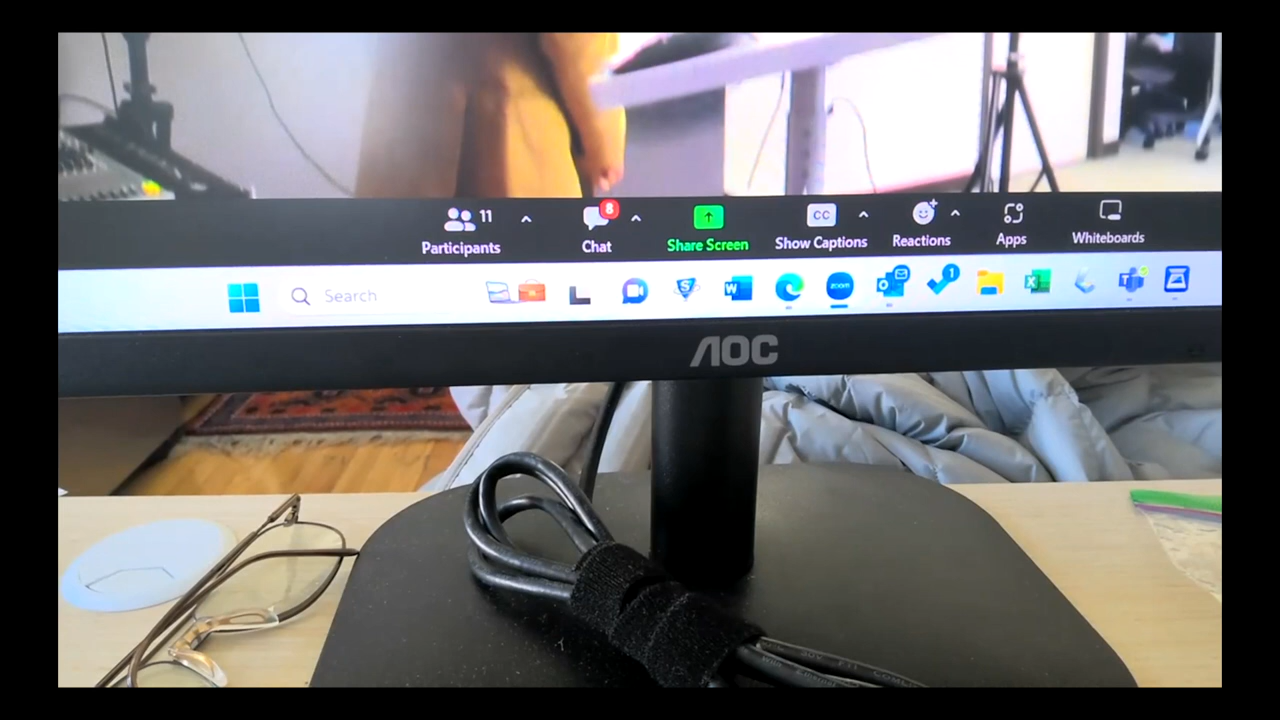 11
8
Participants
Chat
Share Screen
CC
Show Captions
Reactions
Apps
Whiteboards
Search
W
zoom
1
AOC